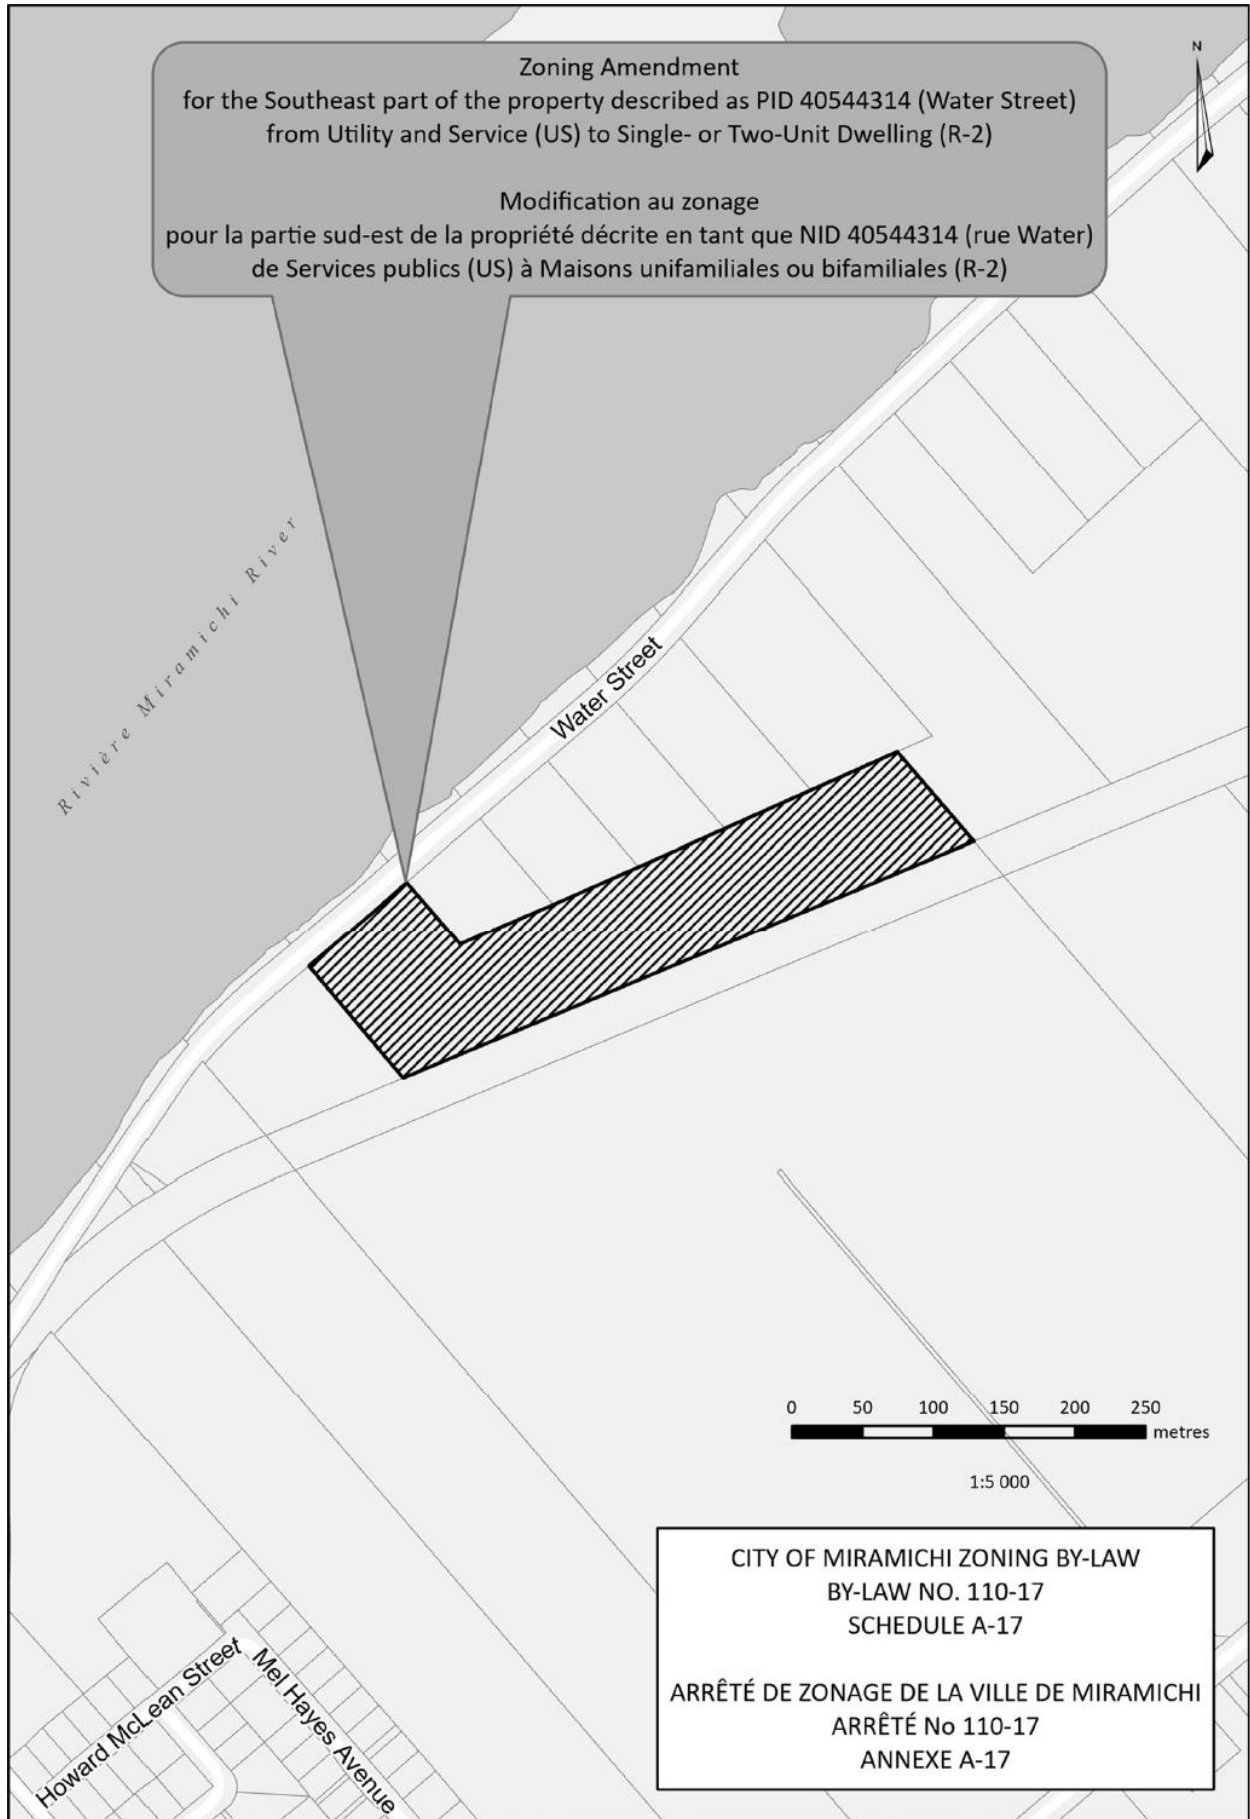 Zoning Amendment
for the Southeast part of the property described as PID 40544314 (Water Street)
from Utility and Service (US) to Single- or Two-Unit Dwelling (R-2)
Modification au zonage
pour la partie sud-est de la propriété décrite en tant que NID 40544314 (rue Water)
de Services publics (US) à Maisons unifamiliales ou bifamiliales (R-2)
N
Rivière Miramichi River
Water Street
0 50 100 150 200 250
metres
1:5 000
CITY OF MIRAMICHI ZONING BY-LAW
BY-LAW NO. 110-17
SCHEDULE A-17
ARRÊTÉ DE ZONAGE DE LA VILLE DE MIRAMICHI
ARRÊTÉ No 110-17
ANNEXE A-17
Howard McLean Street
Mel Hayes Avenue